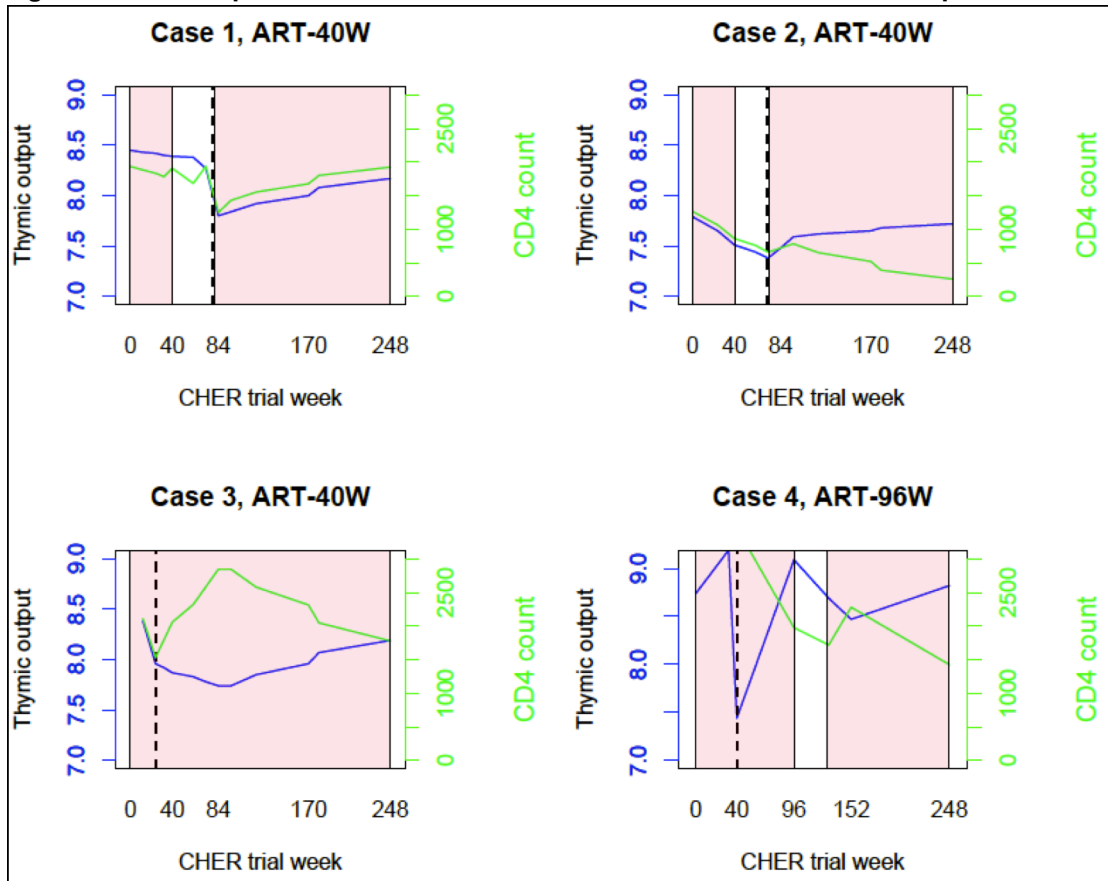 Case 1, ART-40W
Thymic output
7.0 7.5 8.0 8.5 9.0
0 1000 2500
CD4 count
0 40 84 170 248
CHER trial week
Case 2, ART-40W
Thymic output
7.0 7.5 8.0 8.5 9.0
0 1000 2500
CD4 count
0 40 84 170 248
CHER trial week
Case 3, ART-40W
Thymic output
7.0 7.5 8.0 8.5 9.0
0 1000 2500
CD4 count
0 40 84 170 248
CHER trial week
Case 4, ART-96W
Thymic output
7.0 8.0 9.0
0 1000 2500
CD4 count
0 40 96 152 248
CHER trial week